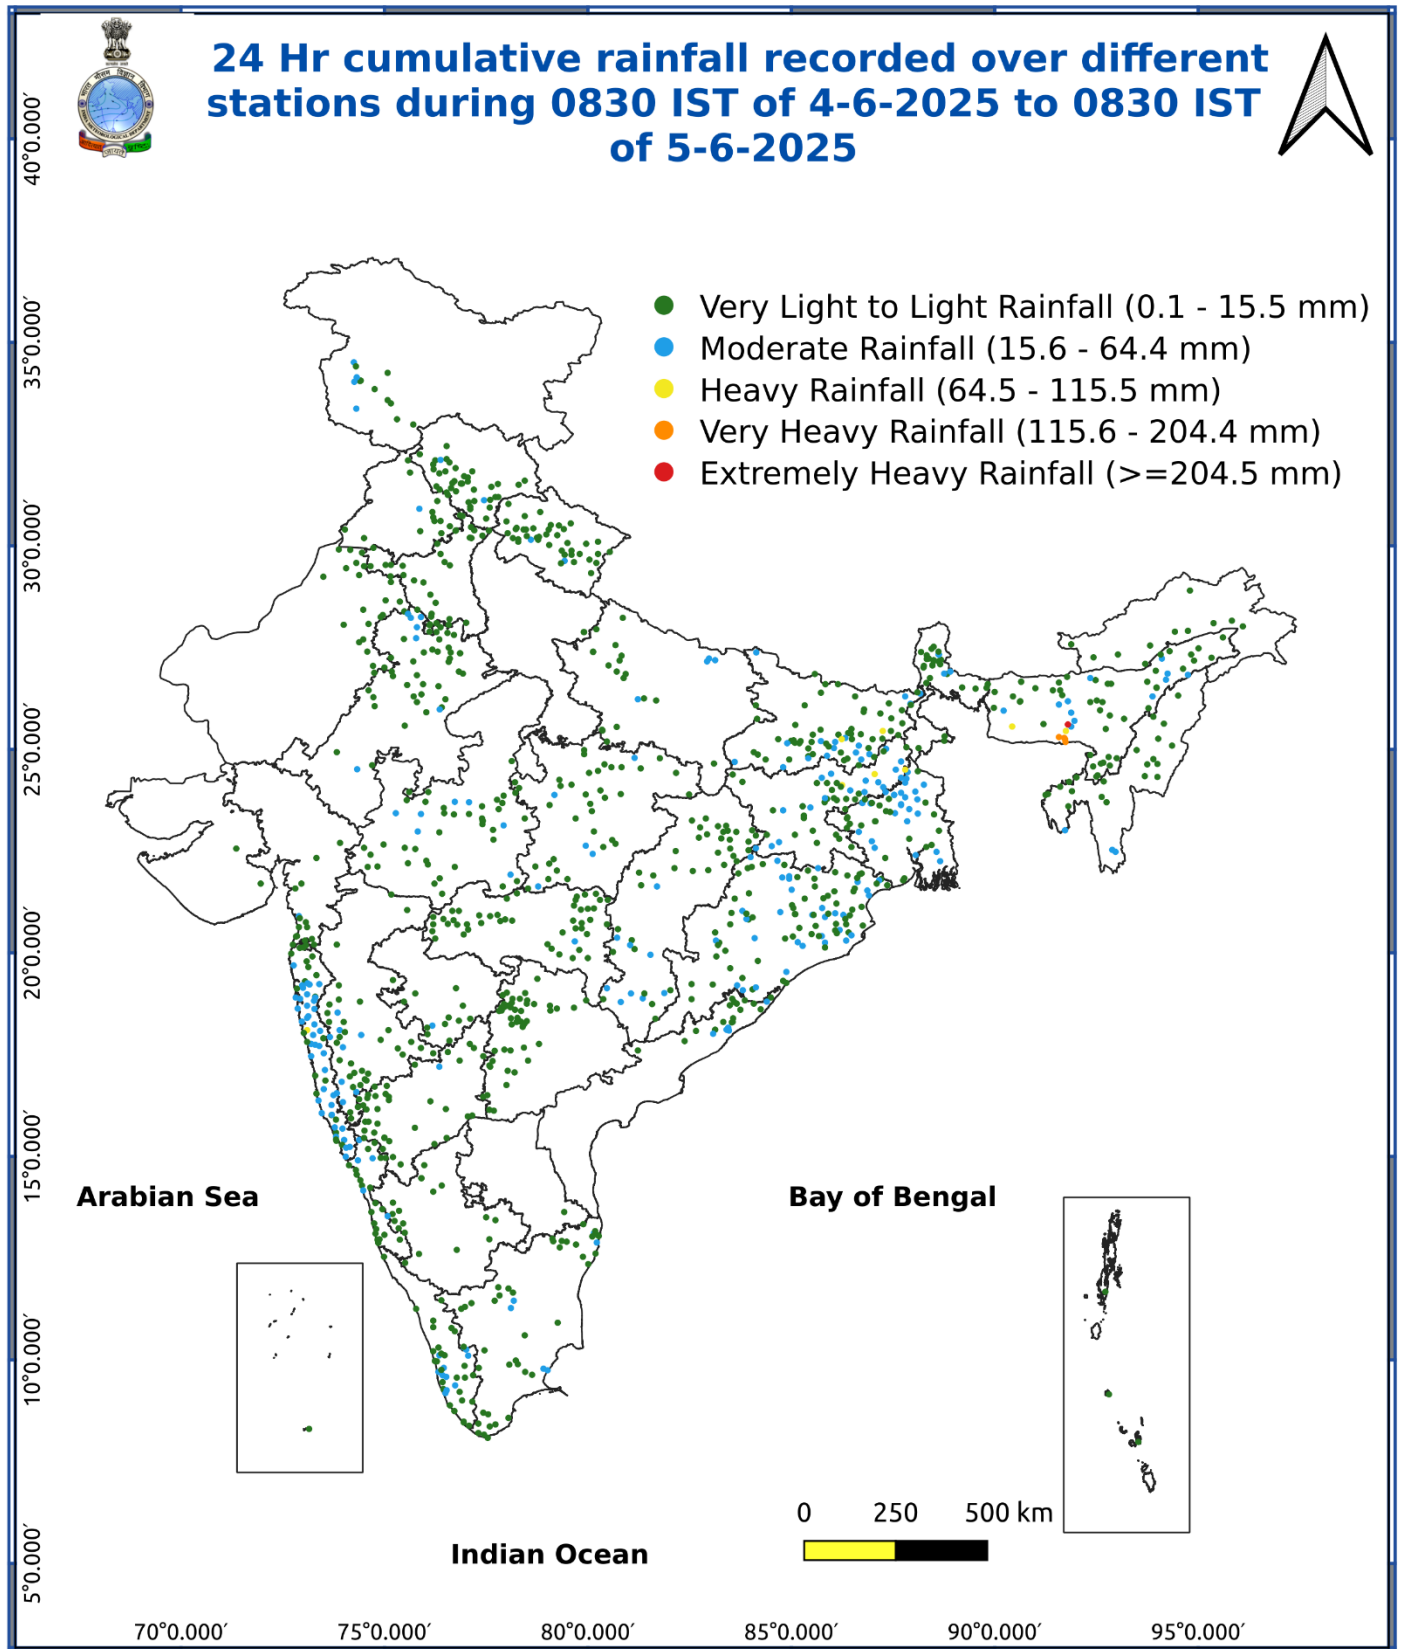 24 Hr cumulative rainfall recorded over different
stations during 0830 IST of 4-6-2025 to 0830 IST
of 5-6-2025
Very Light to Light Rainfall (0.1 - 15.5 mm)
Moderate Rainfall (15.6 - 64.4 mm)
Heavy Rainfall (64.5 - 115.5 mm)
Very Heavy Rainfall (115.6 - 204.4 mm)
Extremely Heavy Rainfall (>=204.5 mm)
40°0.000′
35°0.000′
30°0.000′
25°0.000′
20°0.000′
15°0.000′
10°0.000′
5°0.000′
Arabian Sea
Bay of Bengal
Indian Ocean
0 250 500 km
70°0.000′ 75°0.000′ 80°0.000′ 85°0.000′ 90°0.000′ 95°0.000′